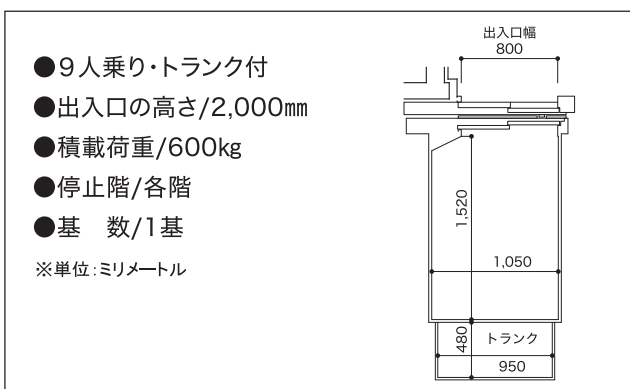 ●9人乗り・トランク付
●出入口の高さ/2,000㎜
●積載荷重/600kg
●停止階/各階
●基　数/1基
※単位:ミリメートル
出入口幅
800
1,520
1,050
480
トランク
950